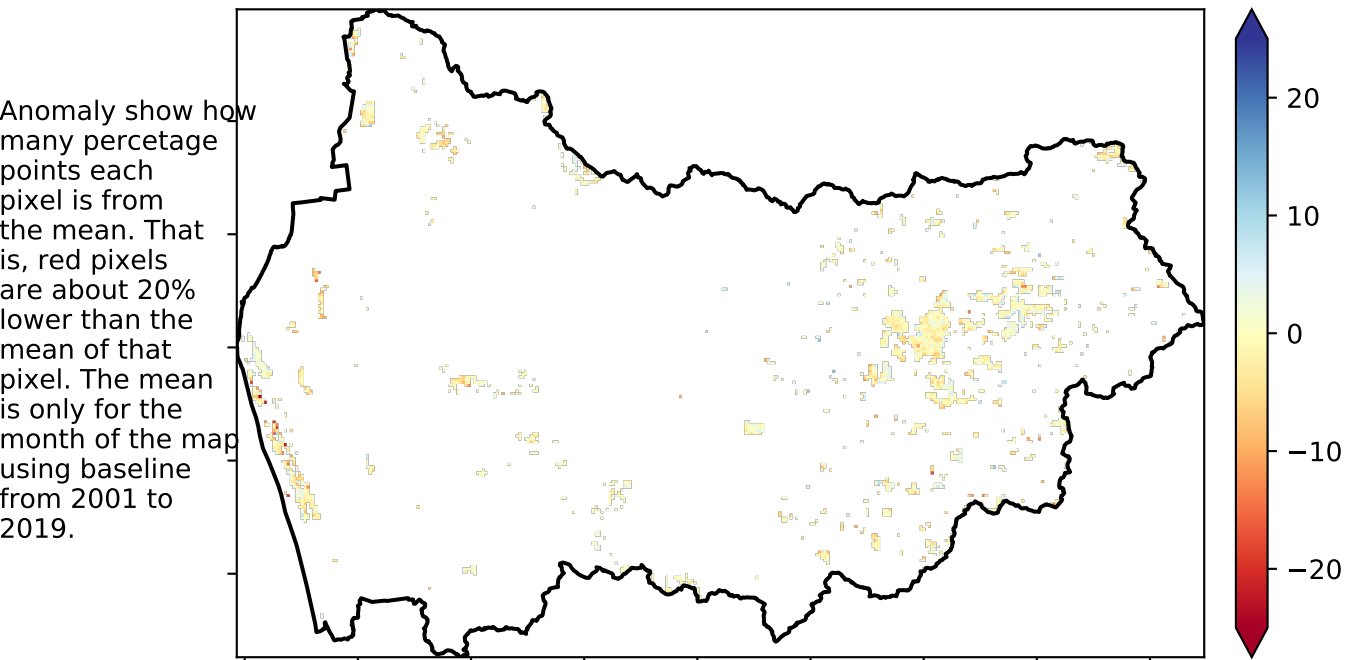 Anomaly show how
many percetage
points each
pixel is from
the mean. That
is, red pixels
are about 20%
lower than the
mean of that
pixel. The mean
is only for the
month of the map
using baseline
from 2001 to
2019.
20
10
0
−10
−20